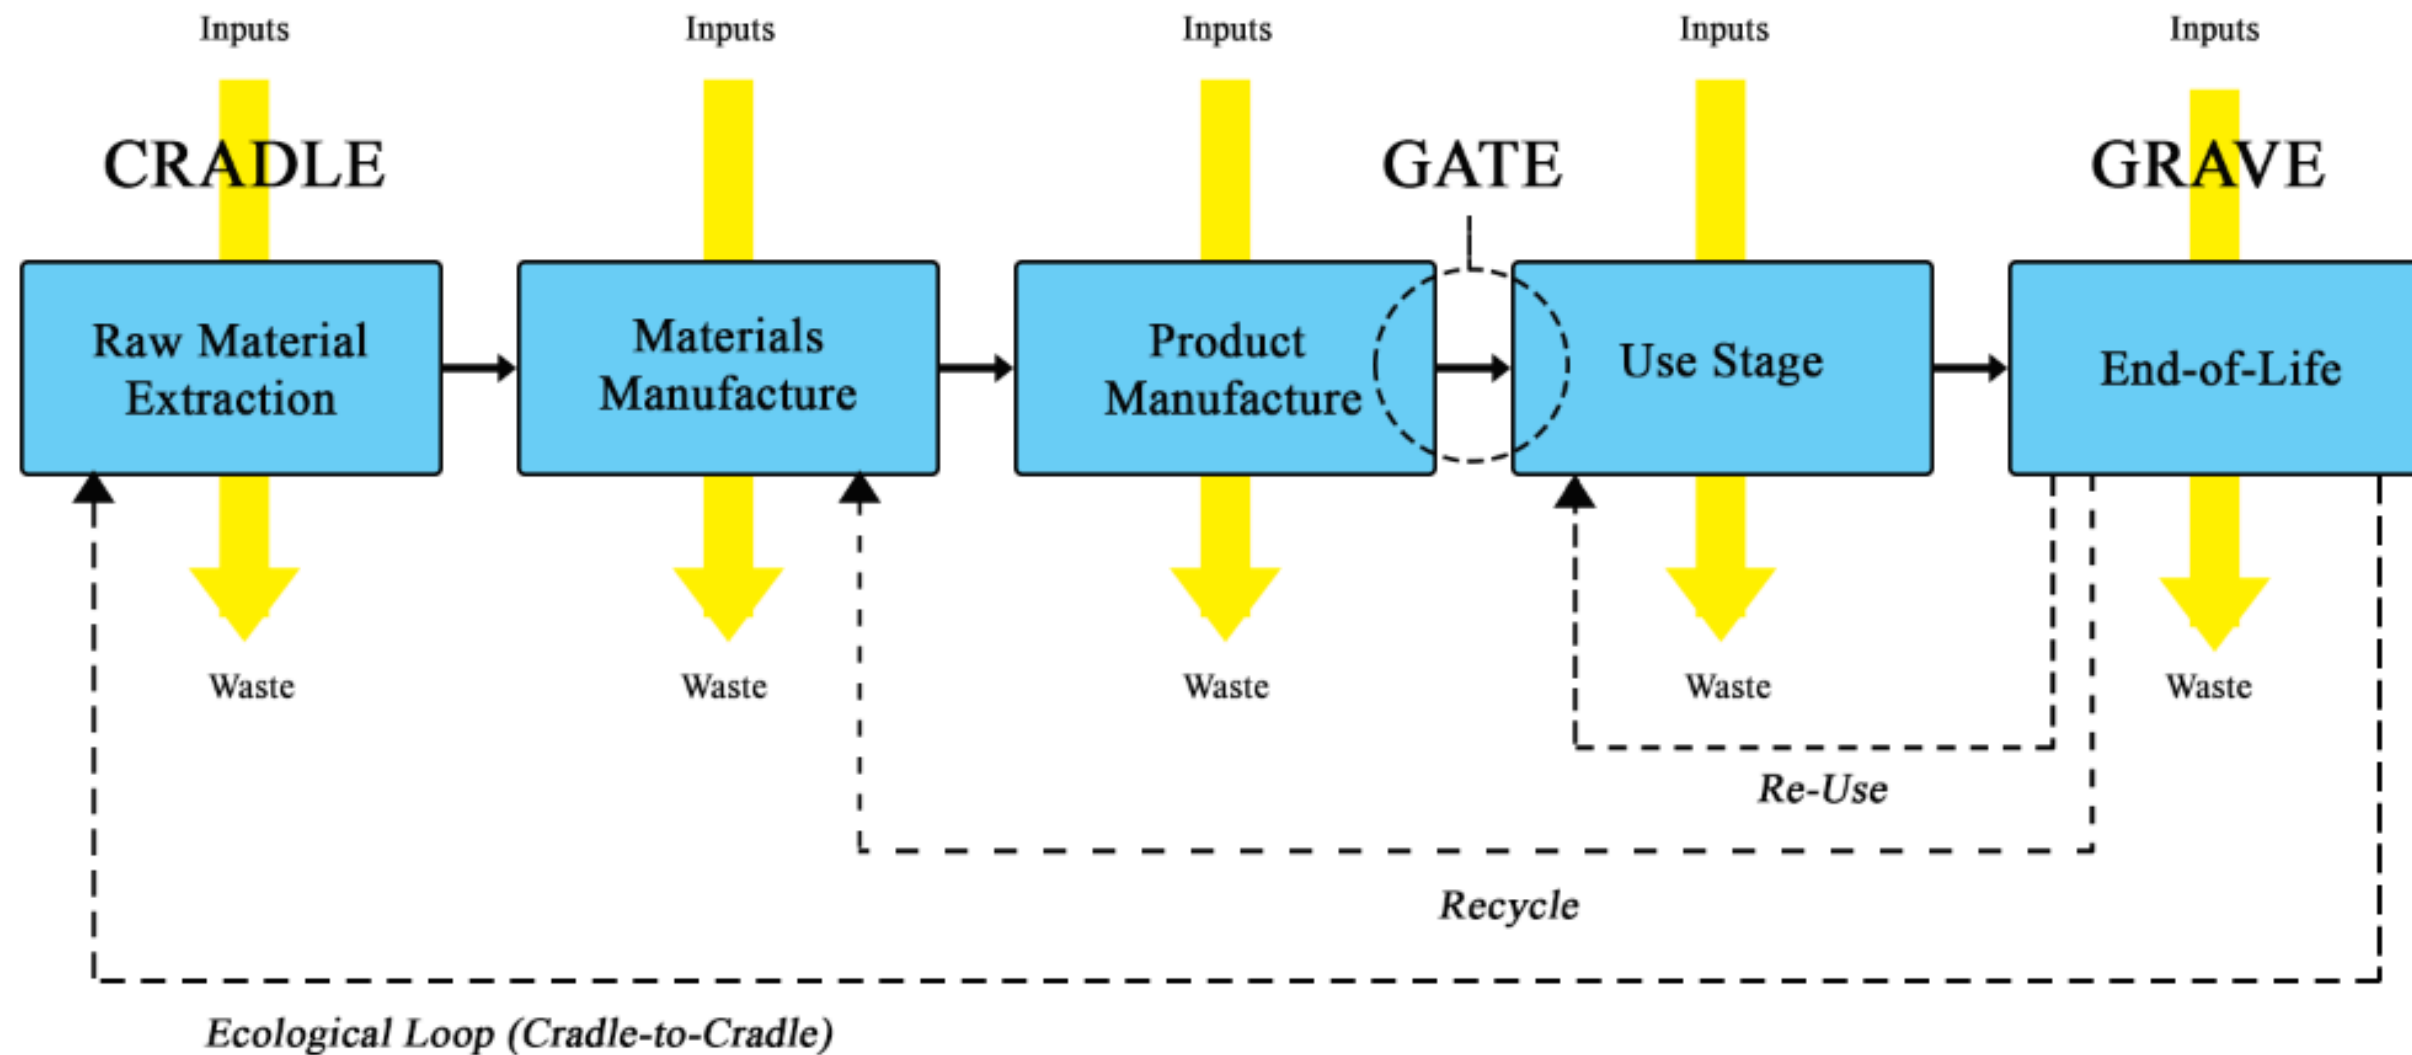 Inputs
Inputs
Inputs
Inputs
Inputs
CRADLE
GATE
GRAVE
Raw Material
Extraction
Materials
Manufacture
Product
Manufacture
Use Stage
End-of-Life
Waste
Waste
Waste
Waste
Waste
Re-Use
Recycle
Ecological Loop (Cradle-to-Cradle)